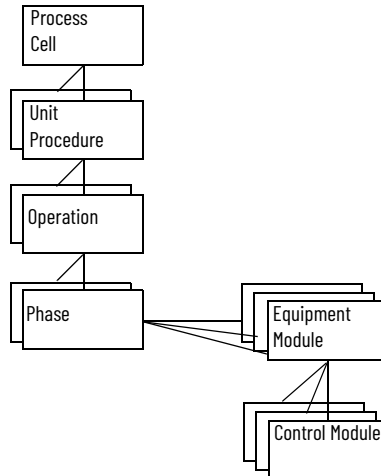 Process
Cell
Unit
Procedure
Operation
Phase
Equipment
Module
Control Module